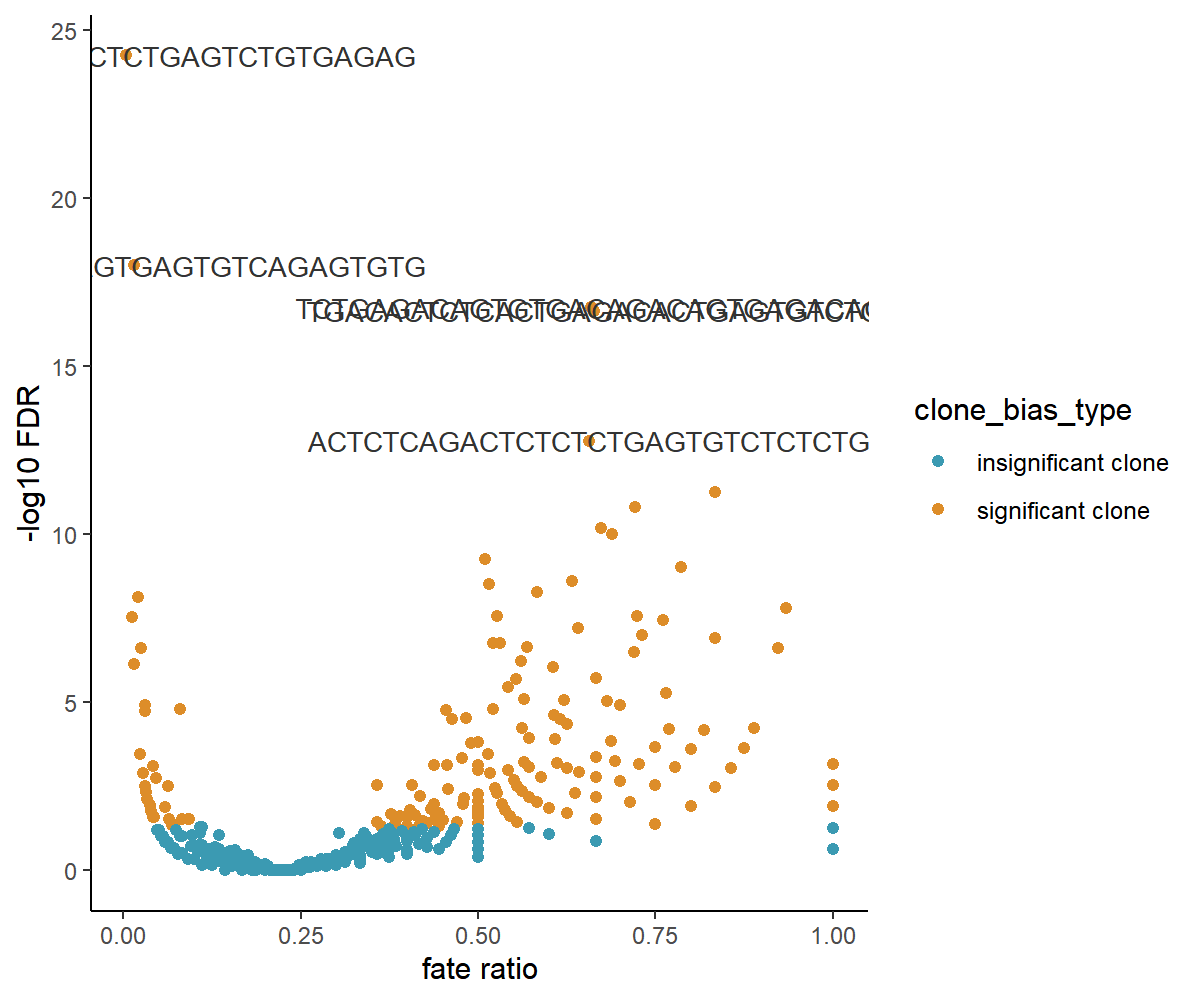 25
CTCTGAGTCTGTGAGAG
20
GTGAGTGTCAGAGTGTG
15
ACTCTCAGACTCTCTCTGAGTGTCTCTCTG
10
5
0
-log10 FDR
0.00 0.25 0.50 0.75 1.00
fate ratio
clone_bias_type
insignificant clone
significant clone